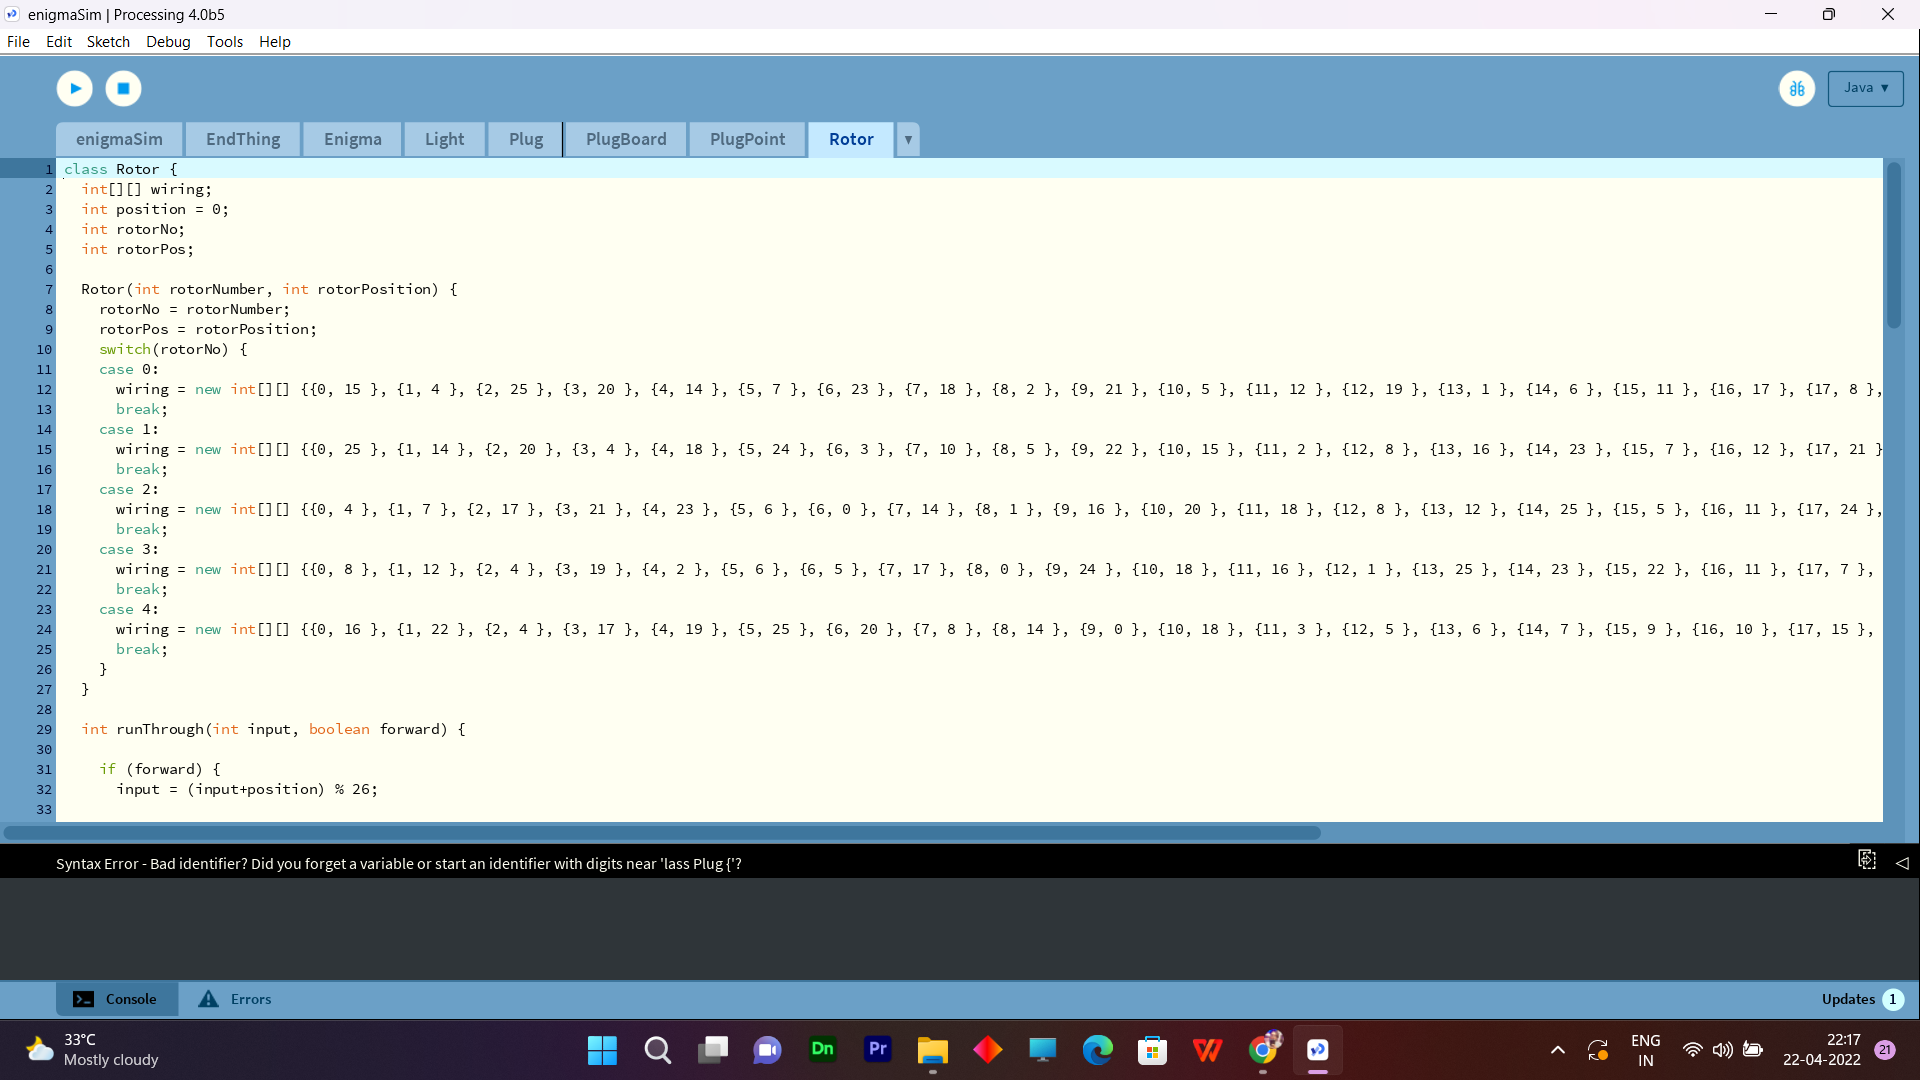 enigmaSim | Processing 4.0b5
File Edit Sketch Debug Tools Help
Java ▾
enigmaSim EndThing Enigma Light Plug PlugBoard PlugPoint Rotor ▾
1 class Rotor {
2 int[][] wiring;
3 int position = 0;
4 int rotorNo;
5 int rotorPos;
6
7 Rotor(int rotorNumber, int rotorPosition) {
8 rotorNo = rotorNumber;
9 rotorPos = rotorPosition;
10 switch(rotorNo) {
11 case 0:
12 wiring = new int[][] {{0, 15 }, {1, 4 }, {2, 25 }, {3, 20 }, {4, 14 }, {5, 7 }, {6, 23 }, {7, 18 }, {8, 2 }, {9, 21 }, {10, 5 }, {11, 12 }, {12, 19 }, {13, 1 }, {14, 6 }, {15, 11 }, {16, 17 }, {17, 8 },
13 break;
14 case 1:
15 wiring = new int[][] {{0, 25 }, {1, 14 }, {2, 20 }, {3, 4 }, {4, 18 }, {5, 24 }, {6, 3 }, {7, 10 }, {8, 5 }, {9, 22 }, {10, 15 }, {11, 2 }, {12, 8 }, {13, 16 }, {14, 23 }, {15, 7 }, {16, 12 }, {17, 21 }
16 break;
17 case 2:
18 wiring = new int[][] {{0, 4 }, {1, 7 }, {2, 17 }, {3, 21 }, {4, 23 }, {5, 6 }, {6, 0 }, {7, 14 }, {8, 1 }, {9, 16 }, {10, 20 }, {11, 18 }, {12, 8 }, {13, 12 }, {14, 25 }, {15, 5 }, {16, 11 }, {17, 24 },
19 break;
20 case 3:
21 wiring = new int[][] {{0, 8 }, {1, 12 }, {2, 4 }, {3, 19 }, {4, 2 }, {5, 6 }, {6, 5 }, {7, 17 }, {8, 0 }, {9, 24 }, {10, 18 }, {11, 16 }, {12, 1 }, {13, 25 }, {14, 23 }, {15, 22 }, {16, 11 }, {17, 7 },
22 break;
23 case 4:
24 wiring = new int[][] {{0, 16 }, {1, 22 }, {2, 4 }, {3, 17 }, {4, 19 }, {5, 25 }, {6, 20 }, {7, 8 }, {8, 14 }, {9, 0 }, {10, 18 }, {11, 3 }, {12, 5 }, {13, 6 }, {14, 7 }, {15, 9 }, {16, 10 }, {17, 15 },
25 break;
26 }
27 }
28
29 int runThrough(int input, boolean forward) {
30
31 if (forward) {
32 input = (input+position) % 26;
33
Syntax Error - Bad identifier? Did you forget a variable or start an identifier with digits near 'lass Plug {'?
Console Errors Updates 1
33°C
Mostly cloudy
Dn Pr
ENG
IN
22:17
22-04-2022
21